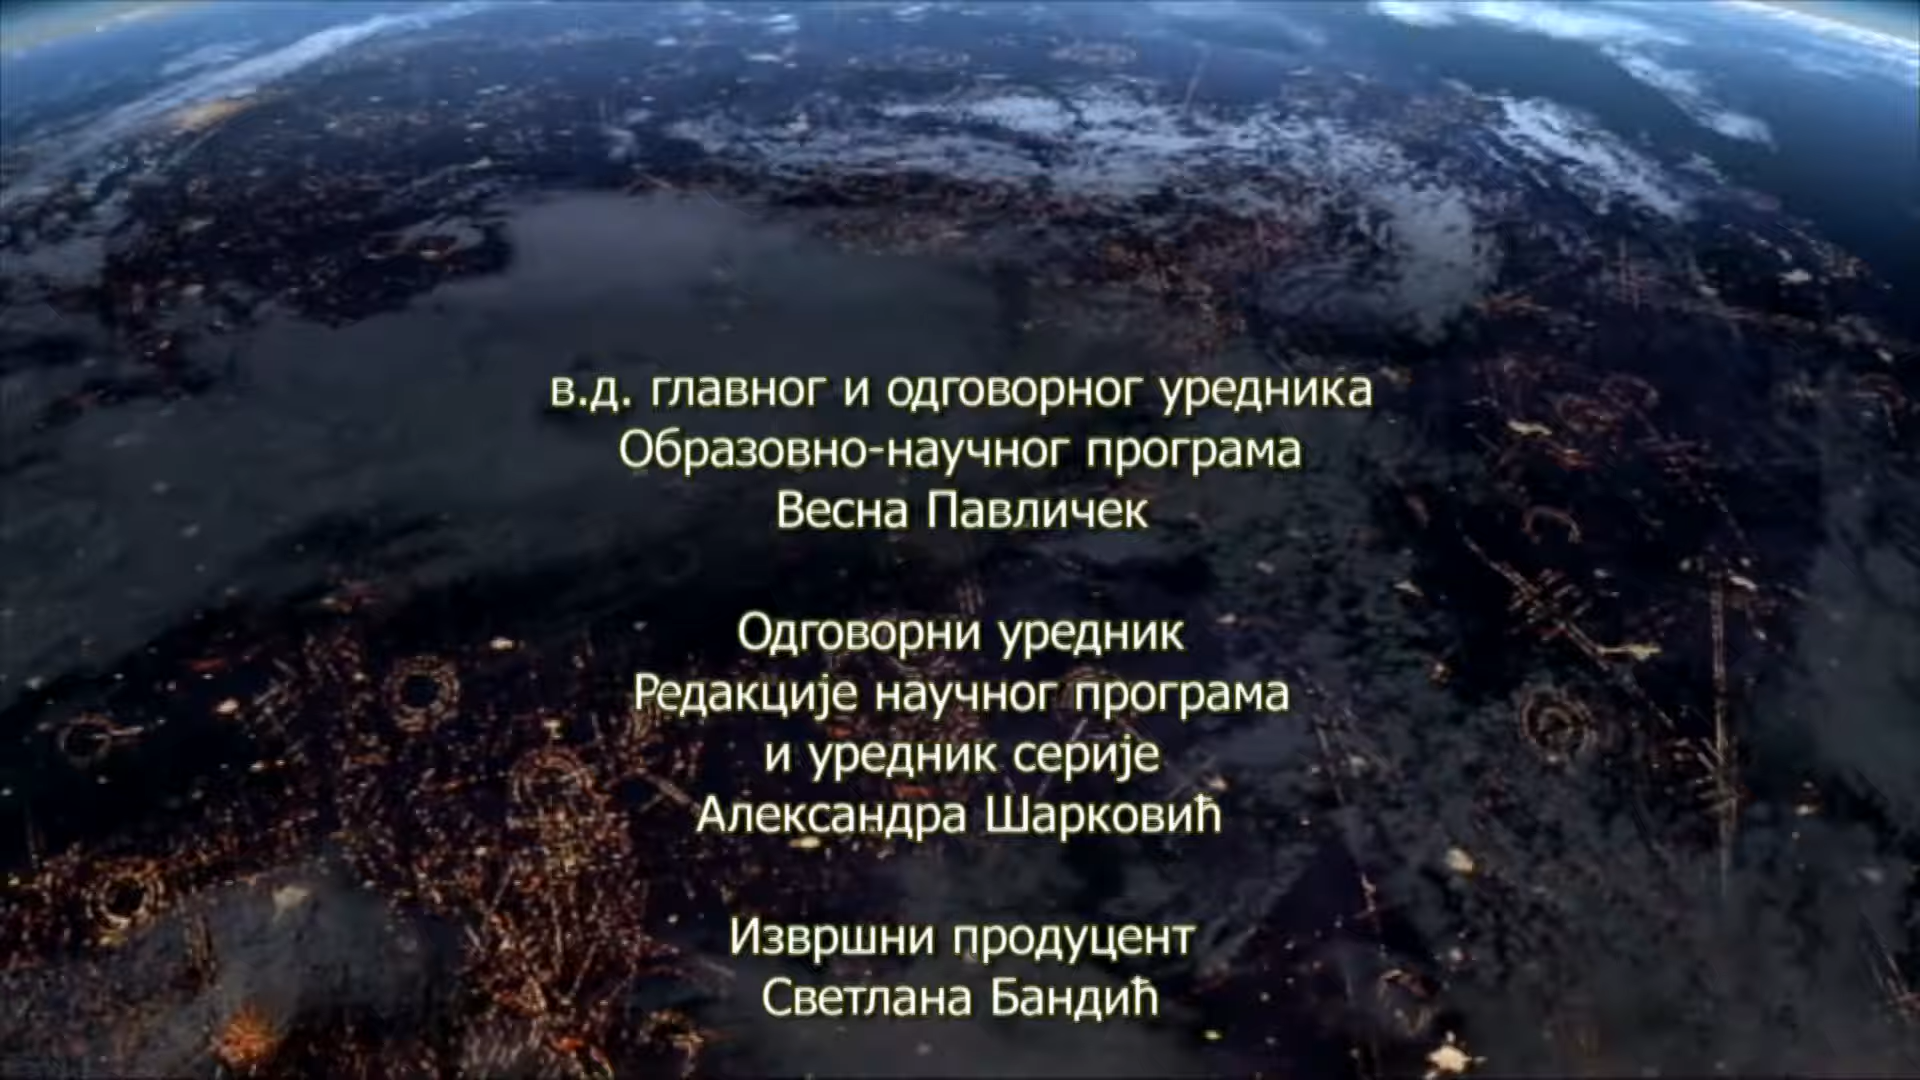 в.д. главног и одговорног уредника
Образовно-научног програма
Весна Павличек
Одговорни уредник
Редакције научног програма
и уредник серије
Александра Шарковић
Извршни продуцент
Светлана Бандић